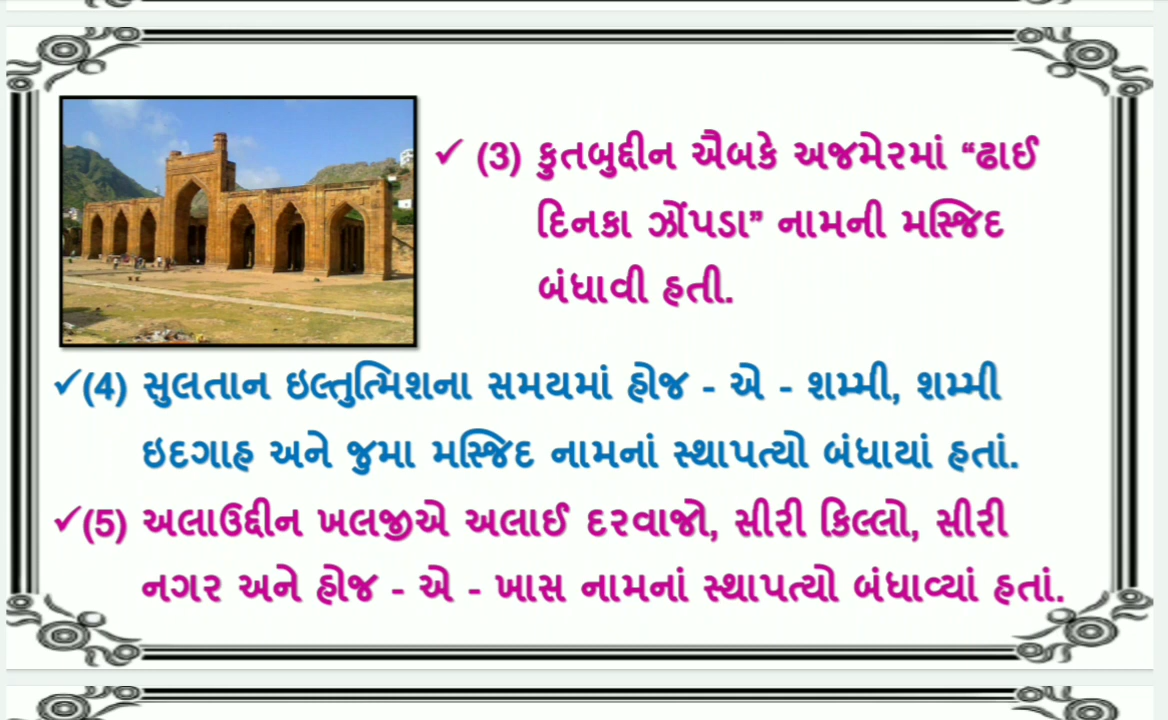 ✓ (3) કુતબુદ્દીન ઐબકે અજમેરમાં “ઢાઈ
દિનકા ઝોંપડા” નામની મસ્જિદ
બંધાવી હતી.
✓(4) સુલતાન ઇલ્તુત્મિશના સમયમાં હોજ - એ - શમ્મી, શમ્મી
ઇદગાહ અને જુમા મસ્જિદ નામનાં સ્થાપત્યો બંધાયાં હતાં.
✓(5) અલાઉદ્દીન ખલજીએ અલાઈ દરવાજો, સીરી કિલ્લો, સીરી
નગર અને હોજ - એ - ખાસ નામનાં સ્થાપત્યો બંધાવ્યાં હતાં.